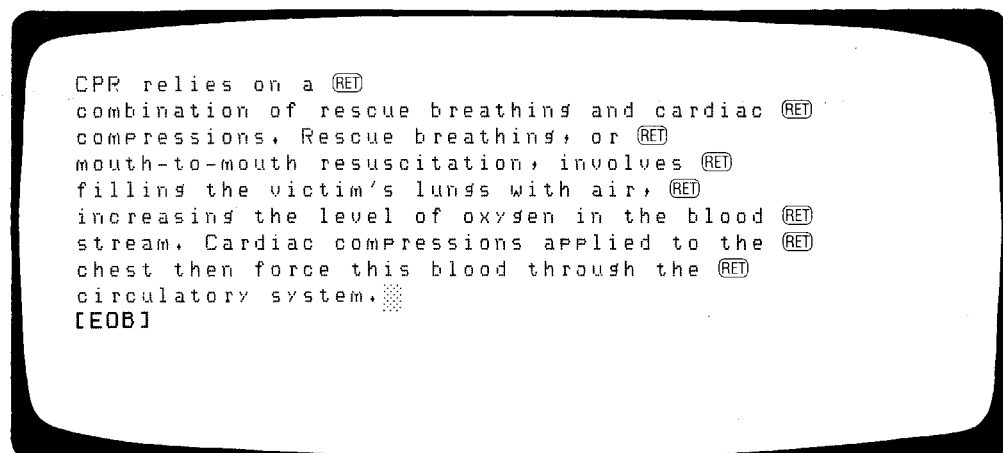 CPR relies on a RET
combination of rescue breathing and cardiac RET
compressions. Rescue breathing, or RET
mouth-to-mouth resuscitation, involves RET
filling the victim's lungs with air, RET
increasing the level of oxygen in the blood RET
stream. Cardiac compressions applied to the RET
chest then force this blood through the RET
circulatory system.
[EOB]